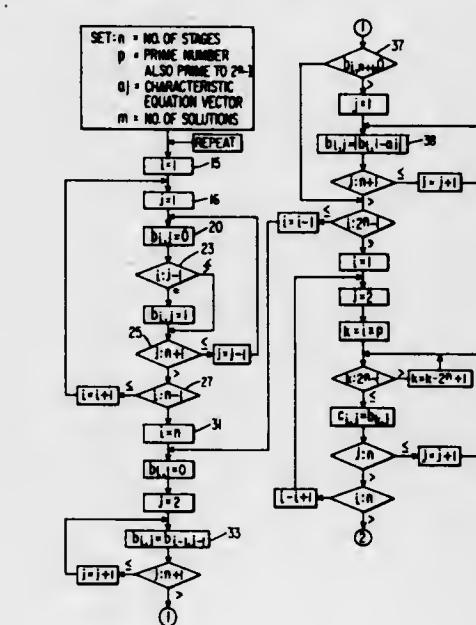 SET: n = NO. OF STAGES
p = PRIME NUMBER
ALSO PRIME TO 2ⁿ-1
aj = CHARACTERISTIC
EQUATION VECTOR
m = NO. OF SOLUTIONS
REPEAT
i=1
15
j=1
16
bi,j=0
20
i:j-1
23
≠
=
bi,j=1
25
j:n+1
≤
j=j-1
>
27
i:n-1
≤
i=i+1
>
i=n
31
bi,j=0
j=2
bi,j=bi-1,j-1
33
j:n+1
≤
j=j+1
>
1
1
37
j=1
38
j:n+1
≤
j=j+1
>
i:2n-1
≤
i=i-1
>
i=1
j=2
k=i×p
k:2n-1
>
k=k-2n+1
≤
ci,j=bk,j
j:n
≤
j=j+1
>
i:n
i-i+1
>
2